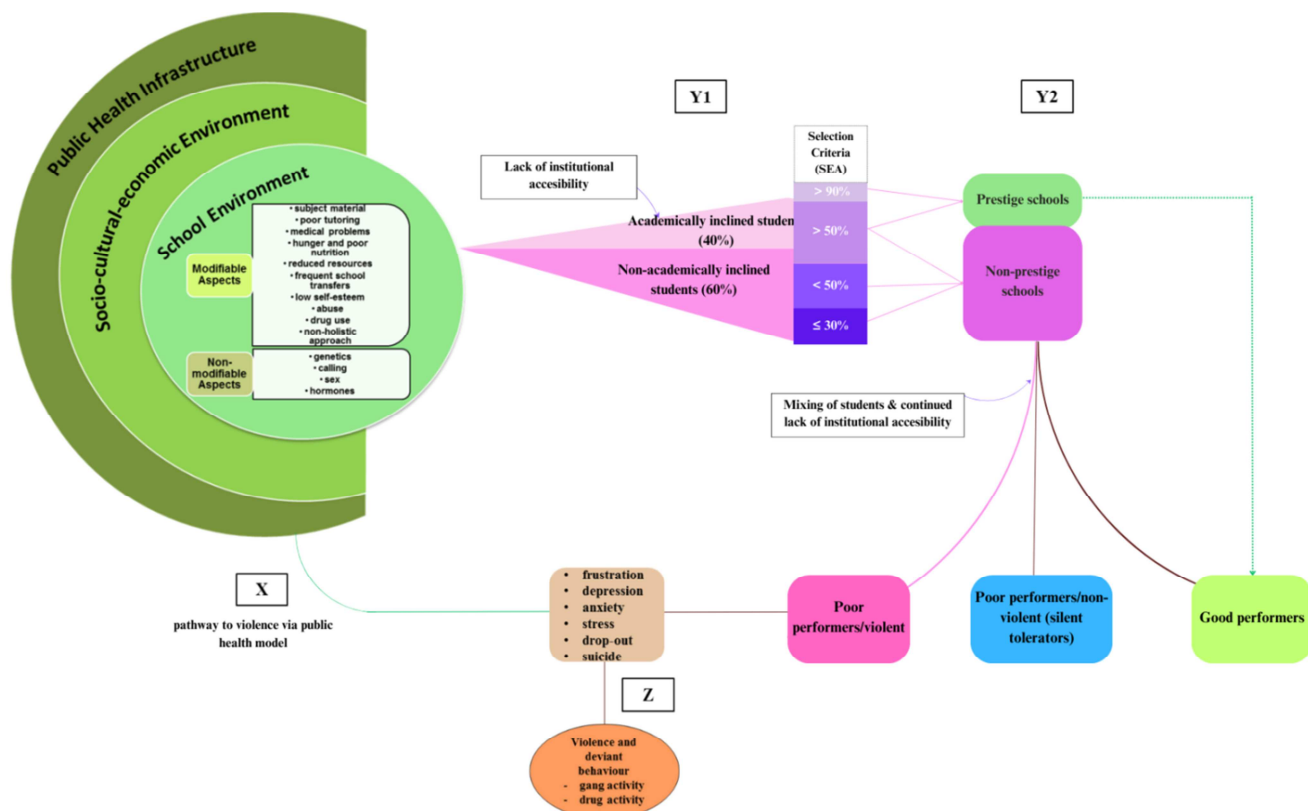 Public Health Infrastructure
Socio-cultural-economic Environment
School Environment
Modifiable
Aspects
• subject material
• poor tutoring
• medical problems
• hunger and poor
nutrition
• reduced resources
• frequent school
transfers
• low self-esteem
• abuse
• drug use
• non-holistic
approach
Non-
modifiable
Aspects
• genetics
• calling
• sex
• hormones
Y1
Lack of institutional
accesibility
Academically inclined student
(40%)
Non-academically inclined
students (60%)
Selection
Criteria
(SEA)
> 90%
> 50%
< 50%
≤ 30%
Y2
Prestige schools
Non-prestige
schools
Mixing of students & continued
lack of institutional accesibility
X
pathway to violence via public
health model
• frustration
• depression
• anxiety
• stress
• drop-out
• suicide
Poor
performers/violent
Poor performers/non-
violent (silent
tolerators)
Good performers
Z
Violence and
deviant
behaviour
- gang activity
- drug activity